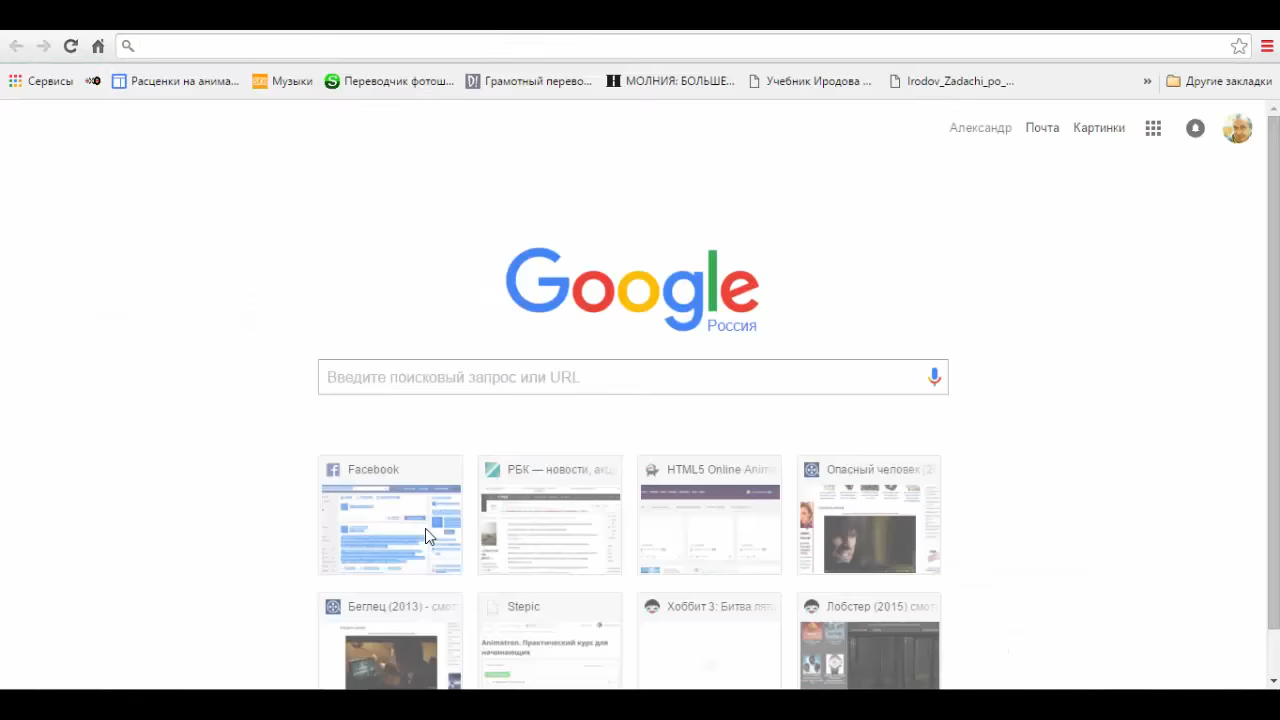 Сервисы
Расценки на анима...
Музыки
Переводчик фотош...
Грамотный перево...
МОЛНИЯ: БОЛЬШЕ...
Учебник Иродова ...
Irodov_Zadachi_po_...
»
Другие закладки
Александр
Почта
Картинки
Google
Россия
Введите поисковый запрос или URL
Facebook
РБК — новости, акц
HTML5 Online Anim
Опасный человек (2
Беглец (2013) - смот
Stepic
Хоббит 3: Битва
Лобстер (2015) смот
Animatron. Практический курс для
начинающих